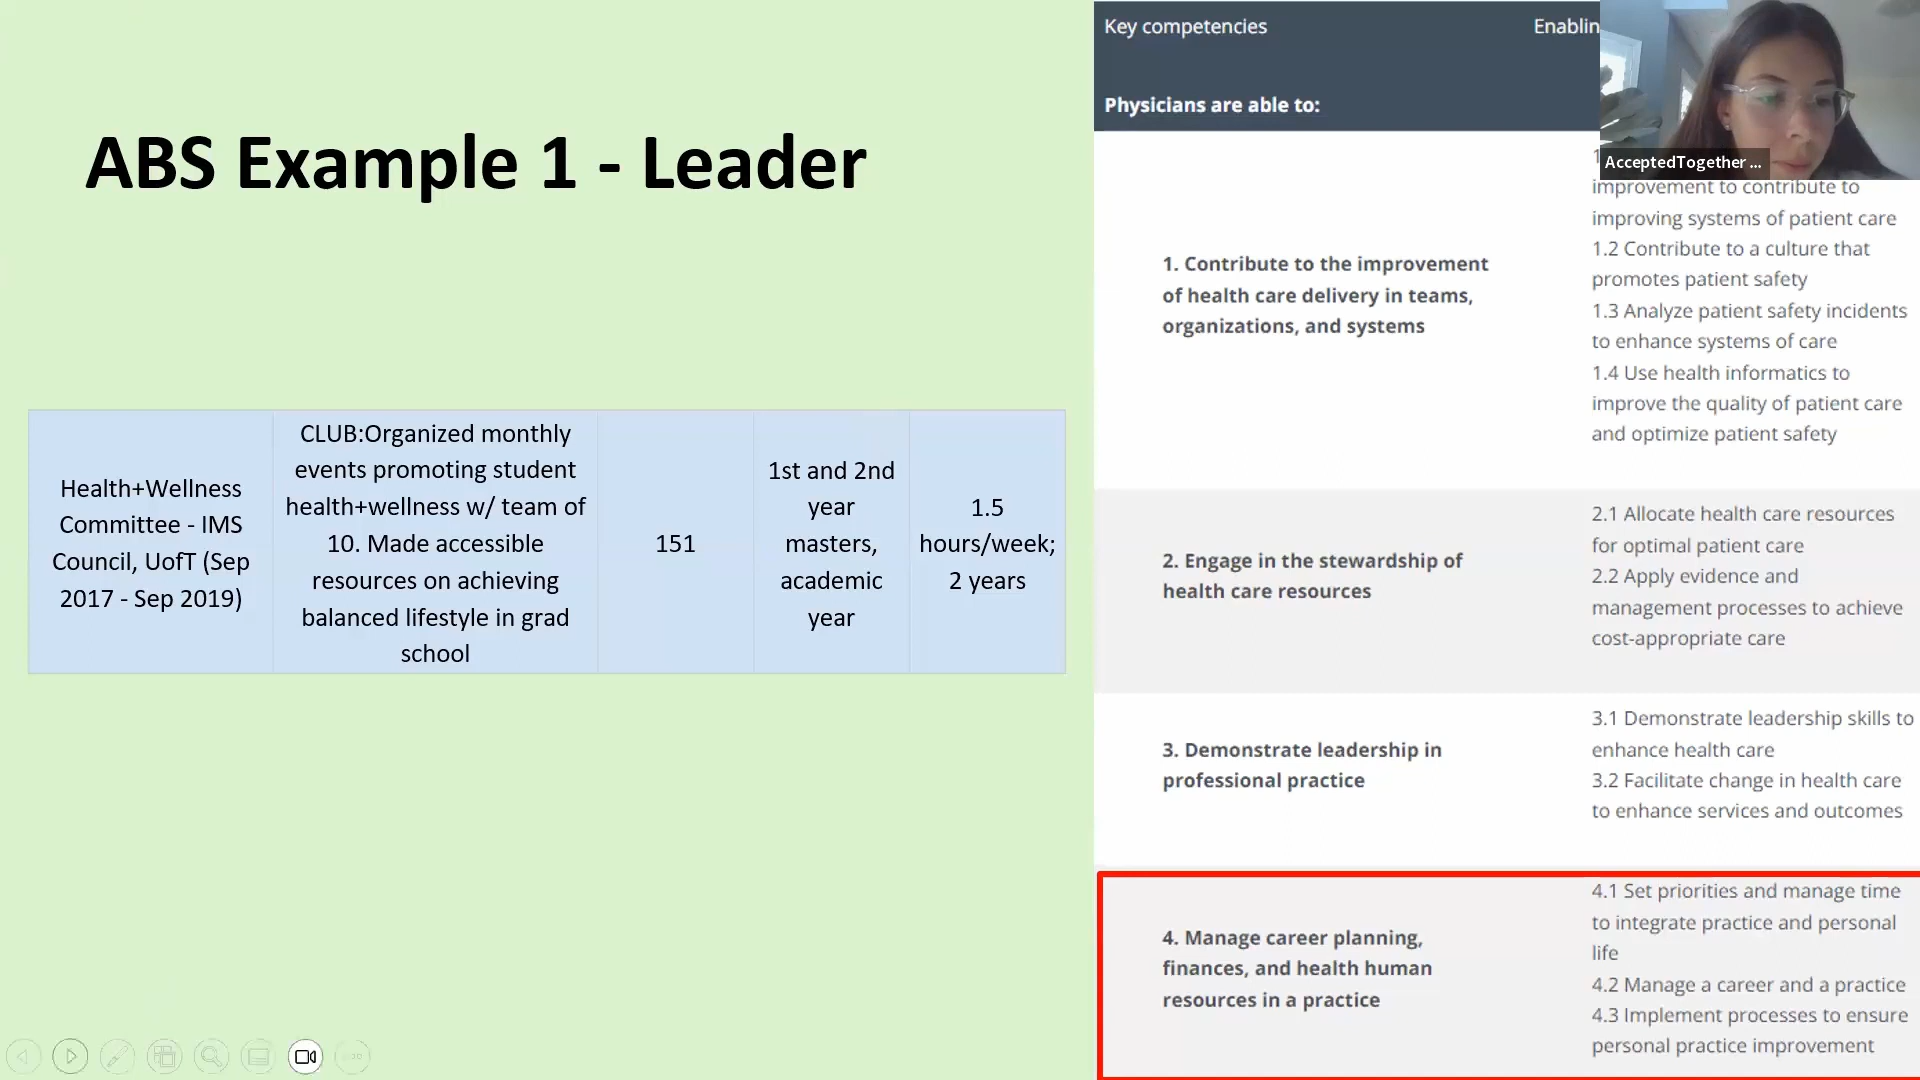 ABS Example 1 - Leader
Health+Wellness
Committee - IMS
Council, UofT (Sep
2017 - Sep 2019)
CLUB:Organized monthly
events promoting student
health+wellness w/ team of
10. Made accessible
resources on achieving
balanced lifestyle in grad
school
151
1st and 2nd
year
masters,
academic
year
1.5
hours/week;
2 years
Key competencies
Physicians are able to:
AcceptedTogether ...
1. Contribute to the improvement
of health care delivery in teams,
organizations, and systems
improvement to contribute to
improving systems of patient care
1.2 Contribute to a culture that
promotes patient safety
1.3 Analyze patient safety incidents
to enhance systems of care
1.4 Use health informatics to
improve the quality of patient care
and optimize patient safety
2. Engage in the stewardship of
health care resources
2.1 Allocate health care resources
for optimal patient care
2.2 Apply evidence and
management processes to achieve
cost-appropriate care
3. Demonstrate leadership in
professional practice
3.1 Demonstrate leadership skills to
enhance health care
3.2 Facilitate change in health care
to enhance services and outcomes
4. Manage career planning,
finances, and health human
resources in a practice
4.1 Set priorities and manage time
to integrate practice and personal
life
4.2 Manage a career and a practice
4.3 Implement processes to ensure
personal practice improvement